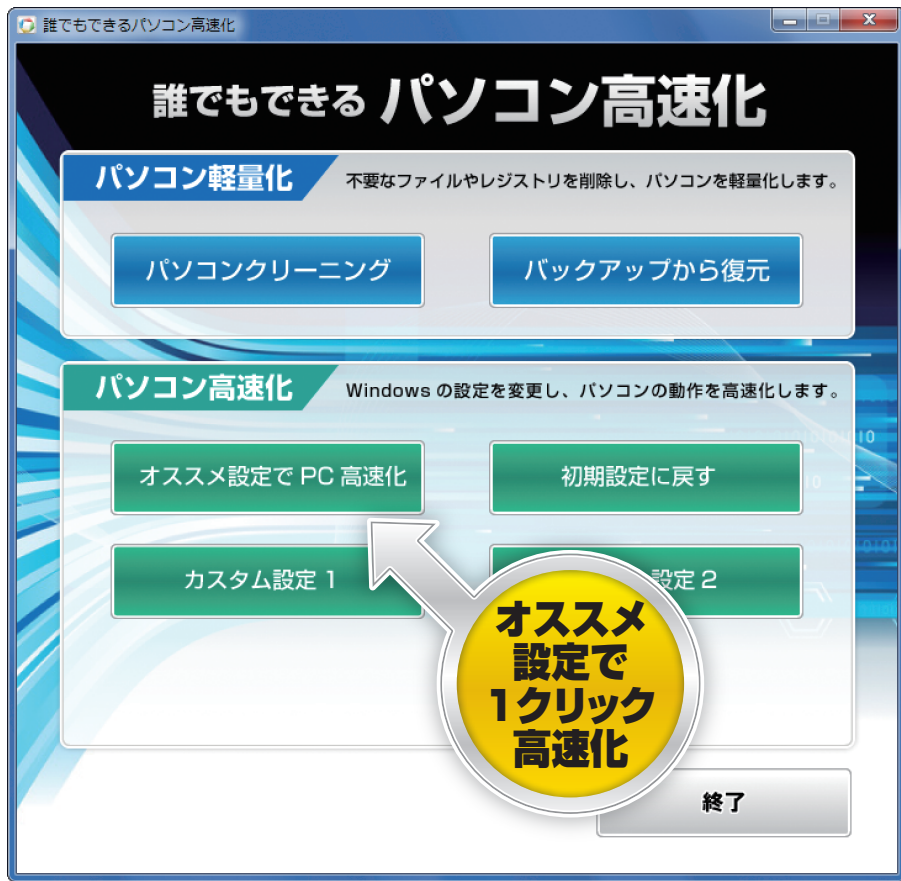 誰でもできるパソコン高速化
誰でもできる パソコン高速化
パソコン軽量化
不要なファイルやレジストリを削除し、パソコンを軽量化します。
パソコンクリーニング
バックアップから復元
パソコン高速化
Windows の設定を変更し、パソコンの動作を高速化します。
オススメ設定で PC 高速化
初期設定に戻す
カスタム設定 1
設定 2
オススメ
設定で
1クリック
高速化
終了